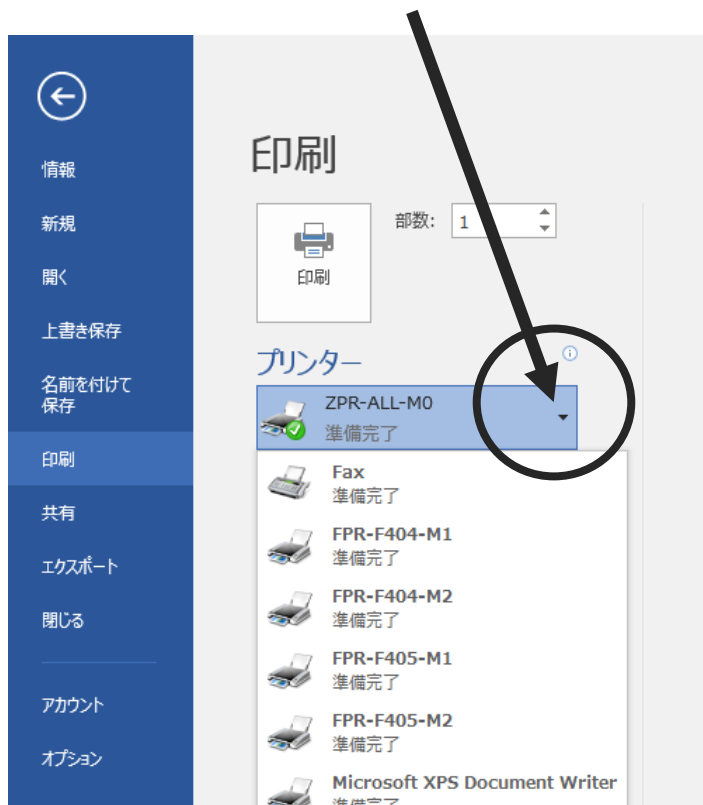 情報
新規
開く
上書き保存
名前を付けて
保存
印刷
共有
エクスポート
閉じる
アカウント
オプション
印刷
印刷
部数: 1
プリンター
ZPR-ALL-M0
準備完了
Fax
準備完了
FPR-F404-M1
準備完了
FPR-F404-M2
準備完了
FPR-F405-M1
準備完了
FPR-F405-M2
準備完了
Microsoft XPS Document Writer
準備完了